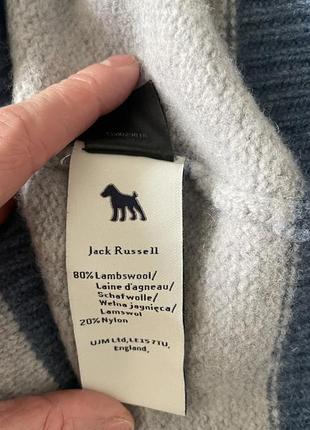 Jack Russell
80% Lambswool/
Laine d'agneau/
Schafwolle/
Wełna jagnięca/
Lamswol
20% Nylon
UJM Ltd, LE15 7TU,
England.